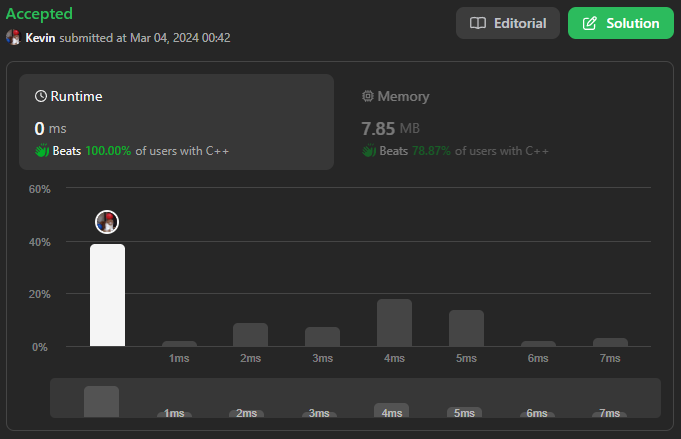 Accepted
Editorial
Solution
Kevin submitted at Mar 04, 2024 00:42
Runtime
Memory
0 ms
7.85 MB
Beats 100.00% of users with C++
Beats 78.87% of users with C++
60%
40%
20%
0%
1ms 2ms 3ms 4ms 5ms 6ms 7ms
1ms 2ms 3ms 4ms 5ms 6ms 7ms